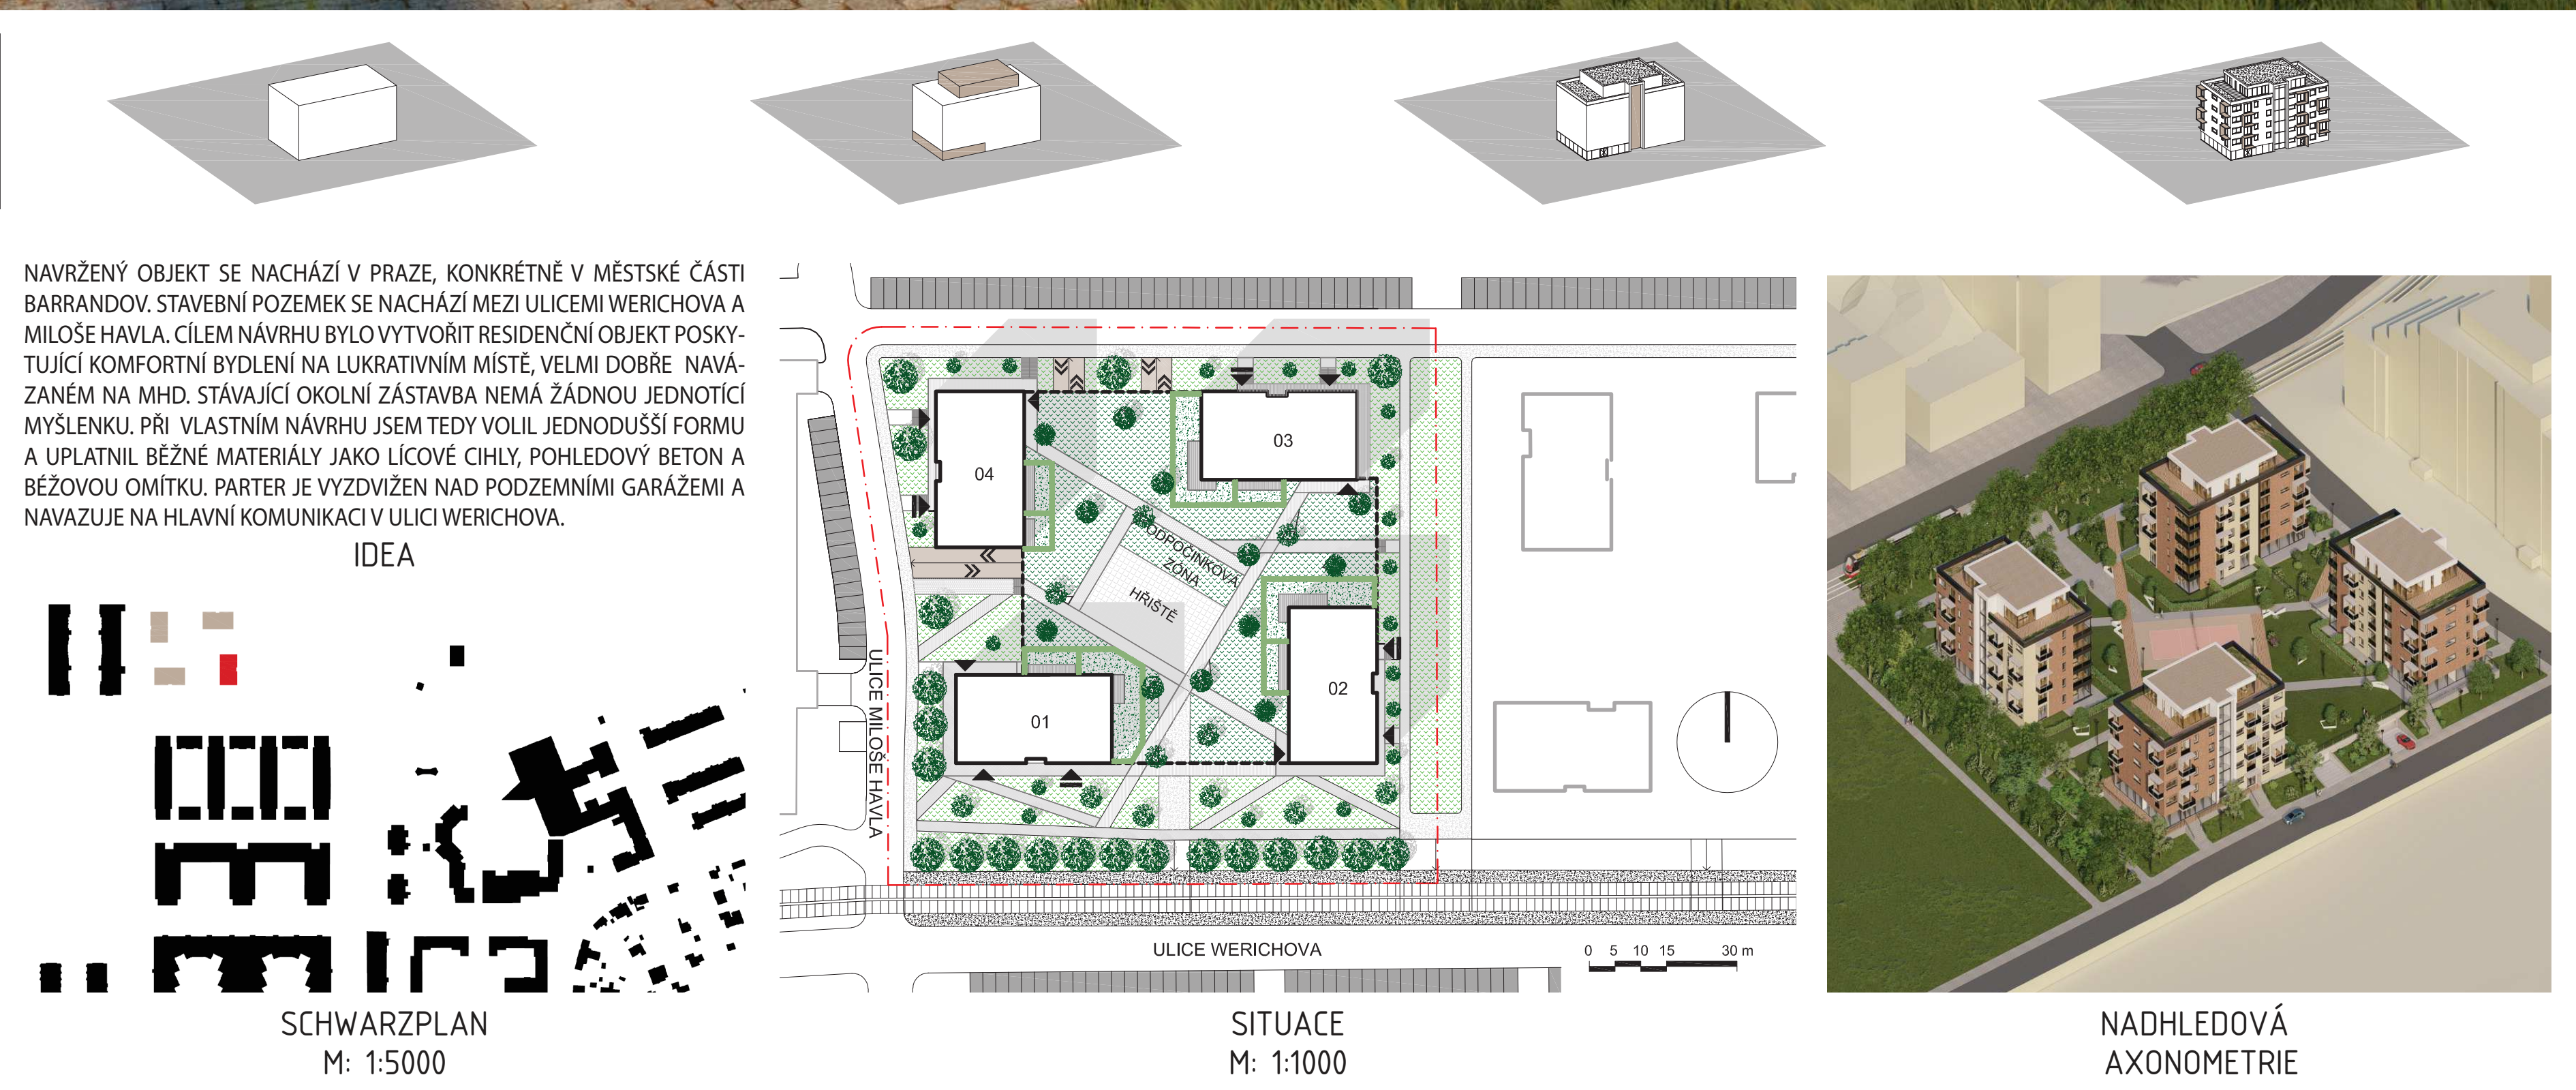 NAVRŽENÝ OBJEKT SE NACHÁZÍ V PRAZE, KONKRÉTNĚ V MĚSTSKÉ ČÁSTI
BARRANDOV. STAVEBNÍ POZEMEK SE NACHÁZÍ MEZI ULICEMI WERICHOVA A
MILOŠE HAVLA. CÍLEM NÁVRHU BYLO VYTVOŘIT RESIDENČNÍ OBJEKT POSKY-
TUJÍCÍ KOMFORTNÍ BYDLENÍ NA LUKRATIVNÍM MÍSTĚ, VELMI DOBŘE NAVÁ-
ZANÉM NA MHD. STÁVAJÍCÍ OKOLNÍ ZÁSTAVBA NEMÁ ŽÁDNOU JEDNOTÍCÍ
MYŠLENKU. PŘI VLASTNÍM NÁVRHU JSEM TEDY VOLIL JEDNODUŠŠÍ FORMU
A UPLATNIL BĚŽNÉ MATERIÁLY JAKO LÍCOVÉ CIHLY, POHLEDOVÝ BETON A
BÉŽOVOU OMÍTKU. PARTER JE VYZDVIŽEN NAD PODZEMNÍMI GARÁŽEMI A
NAVAZUJE NA HLAVNÍ KOMUNIKACI V ULICI WERICHOVA.
IDEA
SCHWARZPLAN
M: 1:5000
03
04
ODPOČINKOVÁ
ZÓNA
HŘIŠTĚ
02
01
ULICE MILOŠE HAVLA
ULICE WERICHOVA
0 5 10 15 30 m
SITUACE
M: 1:1000
NADHLEDOVÁ
AXONOMETRIE